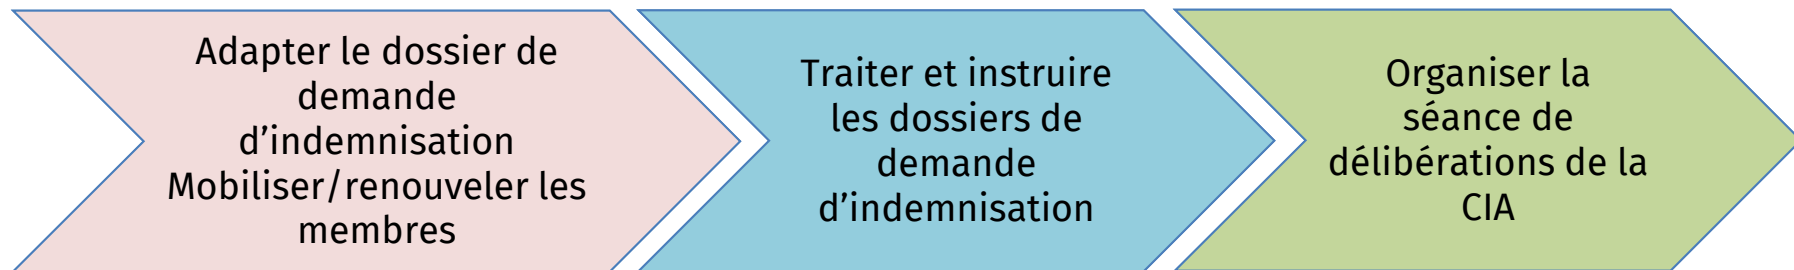 Adapter le dossier de
demande
d’indemnisation
Mobiliser/renouveler les
membres
Traiter et instruire
les dossiers de
demande
d’indemnisation
Organiser la
séance de
délibérations de la
CIA